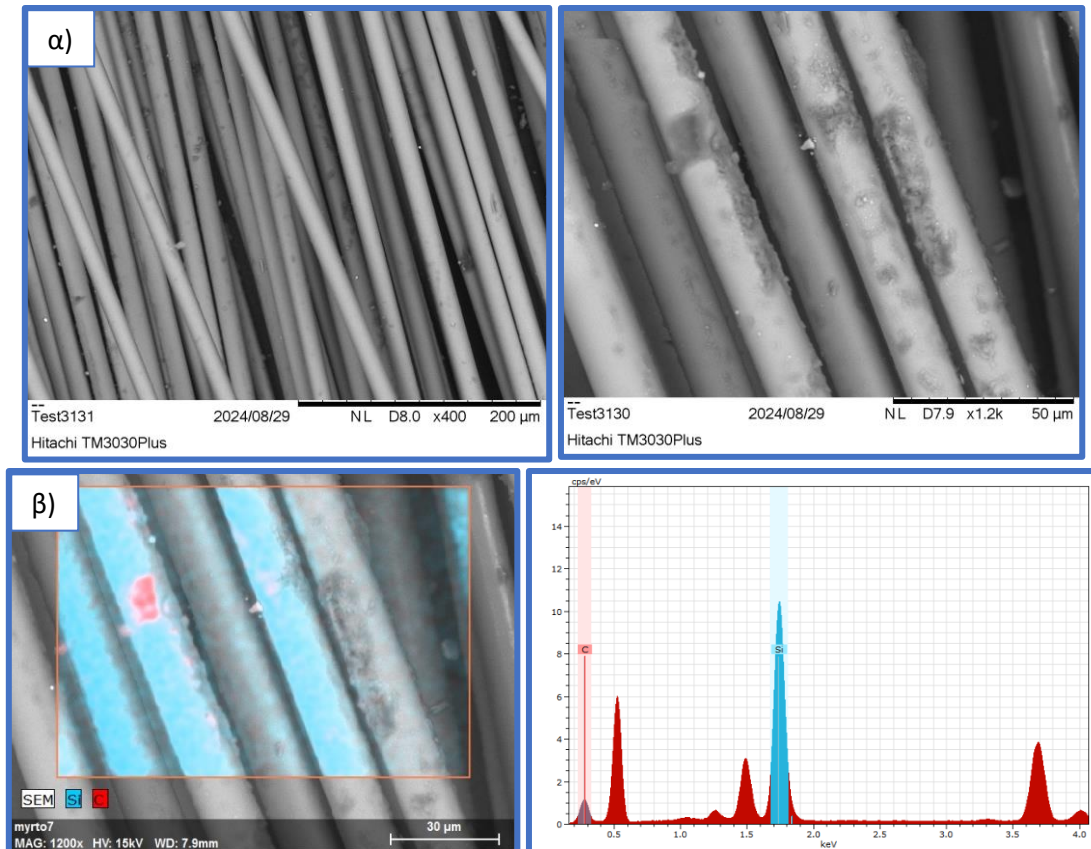 α)
Test3131 2024/08/29 N L D8.0 x400 200 μm
Hitachi TM3030Plus
Test3130 2024/08/29 N L D7.9 x1.2k 50 μm
Hitachi TM3030Plus
β)
SEM Si C
myrto7
MAG: 1200x HV: 15kV WD: 7.9mm
30 μm
cps/eV
14
12
10
8
6
4
2
0
C
Si
0.5 1.0 1.5 2.0 2.5 3.0 3.5 4.0
keV